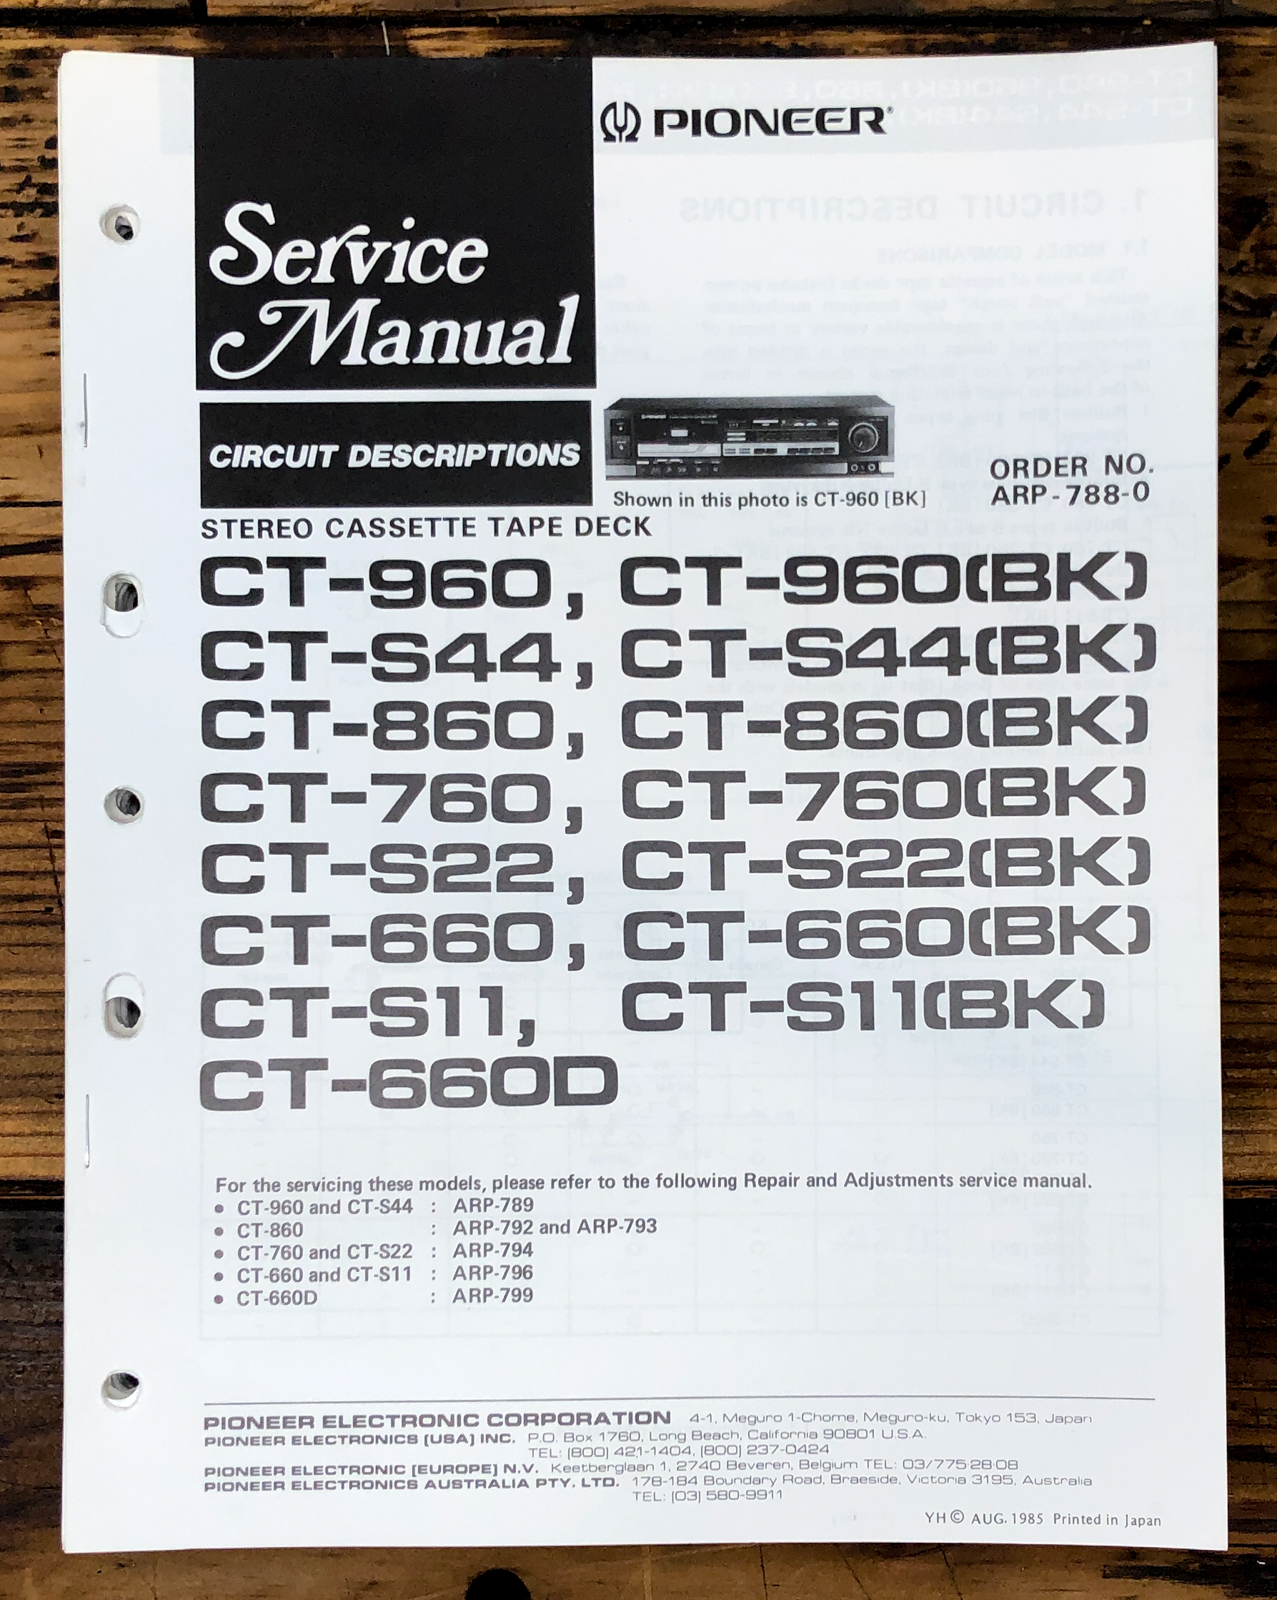 PIONEER®
Service
Manual
CIRCUIT DESCRIPTIONS
Shown in this photo is CT-960 [BK]
ORDER NO.
ARP-788-0
STEREO CASSETTE TAPE DECK
CT-960, CT-960(BK)
CT-S44, CT-S44(BK)
CT-860, CT-860(BK)
CT-760, CT-760(BK)
CT-S22, CT-S22(BK)
CT-660, CT-660(BK)
CT-S11, CT-S11(BK)
CT-660D
For the servicing these models, please refer to the following Repair and Adjustments service manual.
• CT-960 and CT-S44 : ARP-789
• CT-860 : ARP-792 and ARP-793
• CT-760 and CT-S22 : ARP-794
• CT-660 and CT-S11 : ARP-796
• CT-660D : ARP-799
PIONEER ELECTRONIC CORPORATION 4-1, Meguro 1-Chome, Meguro-ku, Tokyo 153, Japan
PIONEER ELECTRONICS [USA] INC. P.O. Box 1760, Long Beach, California 90801 U.S.A.
TEL: [800] 421-1404, [800] 237-0424
PIONEER ELECTRONIC [EUROPE] N.V. Keetberglaan 1, 2740 Beveren, Belgium TEL: 03/775·28·08
PIONEER ELECTRONICS AUSTRALIA PTY. LTD. 178-184 Boundary Road, Braeside, Victoria 3195, Australia
TEL: [03] 580-9911
YH © AUG. 1985 Printed in Japan